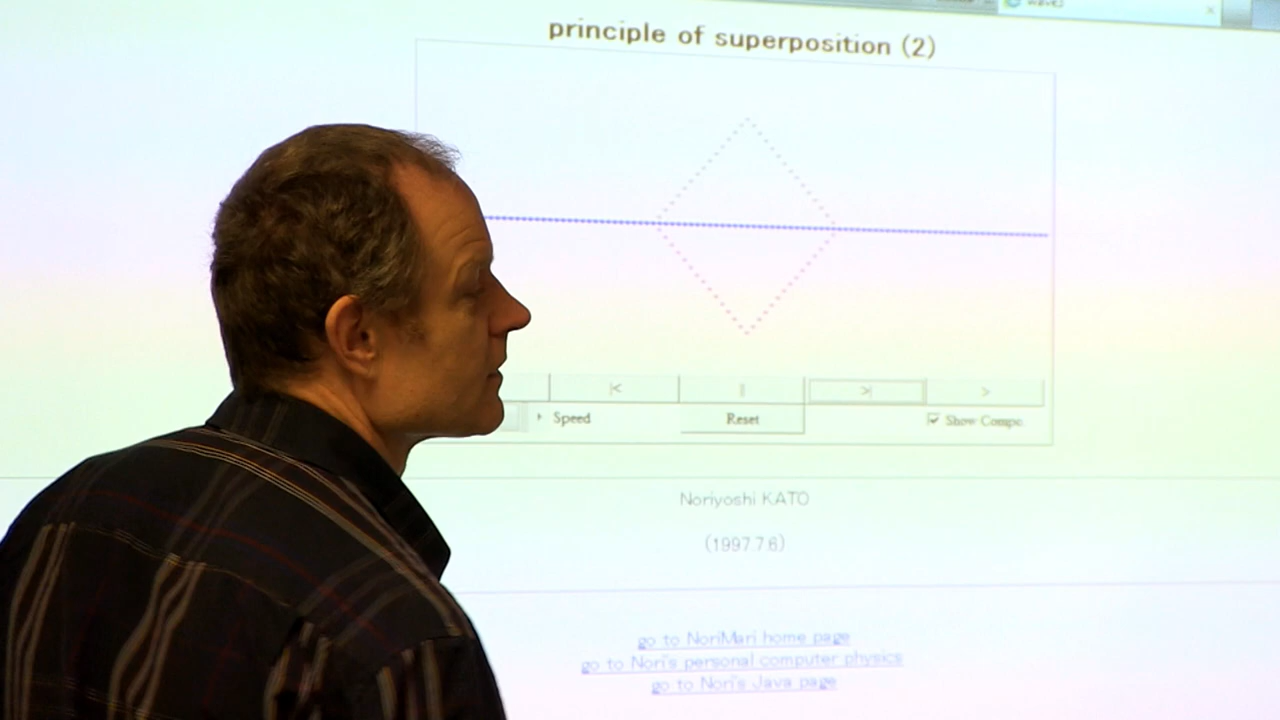 principle of superposition (2)
|< || >| >
Speed Reset Show Compo.
Noriyoshi KATO
(1997.7.6)
go to NoriMari home page
go to Nori's personal computer physics
go to Nori's Java page